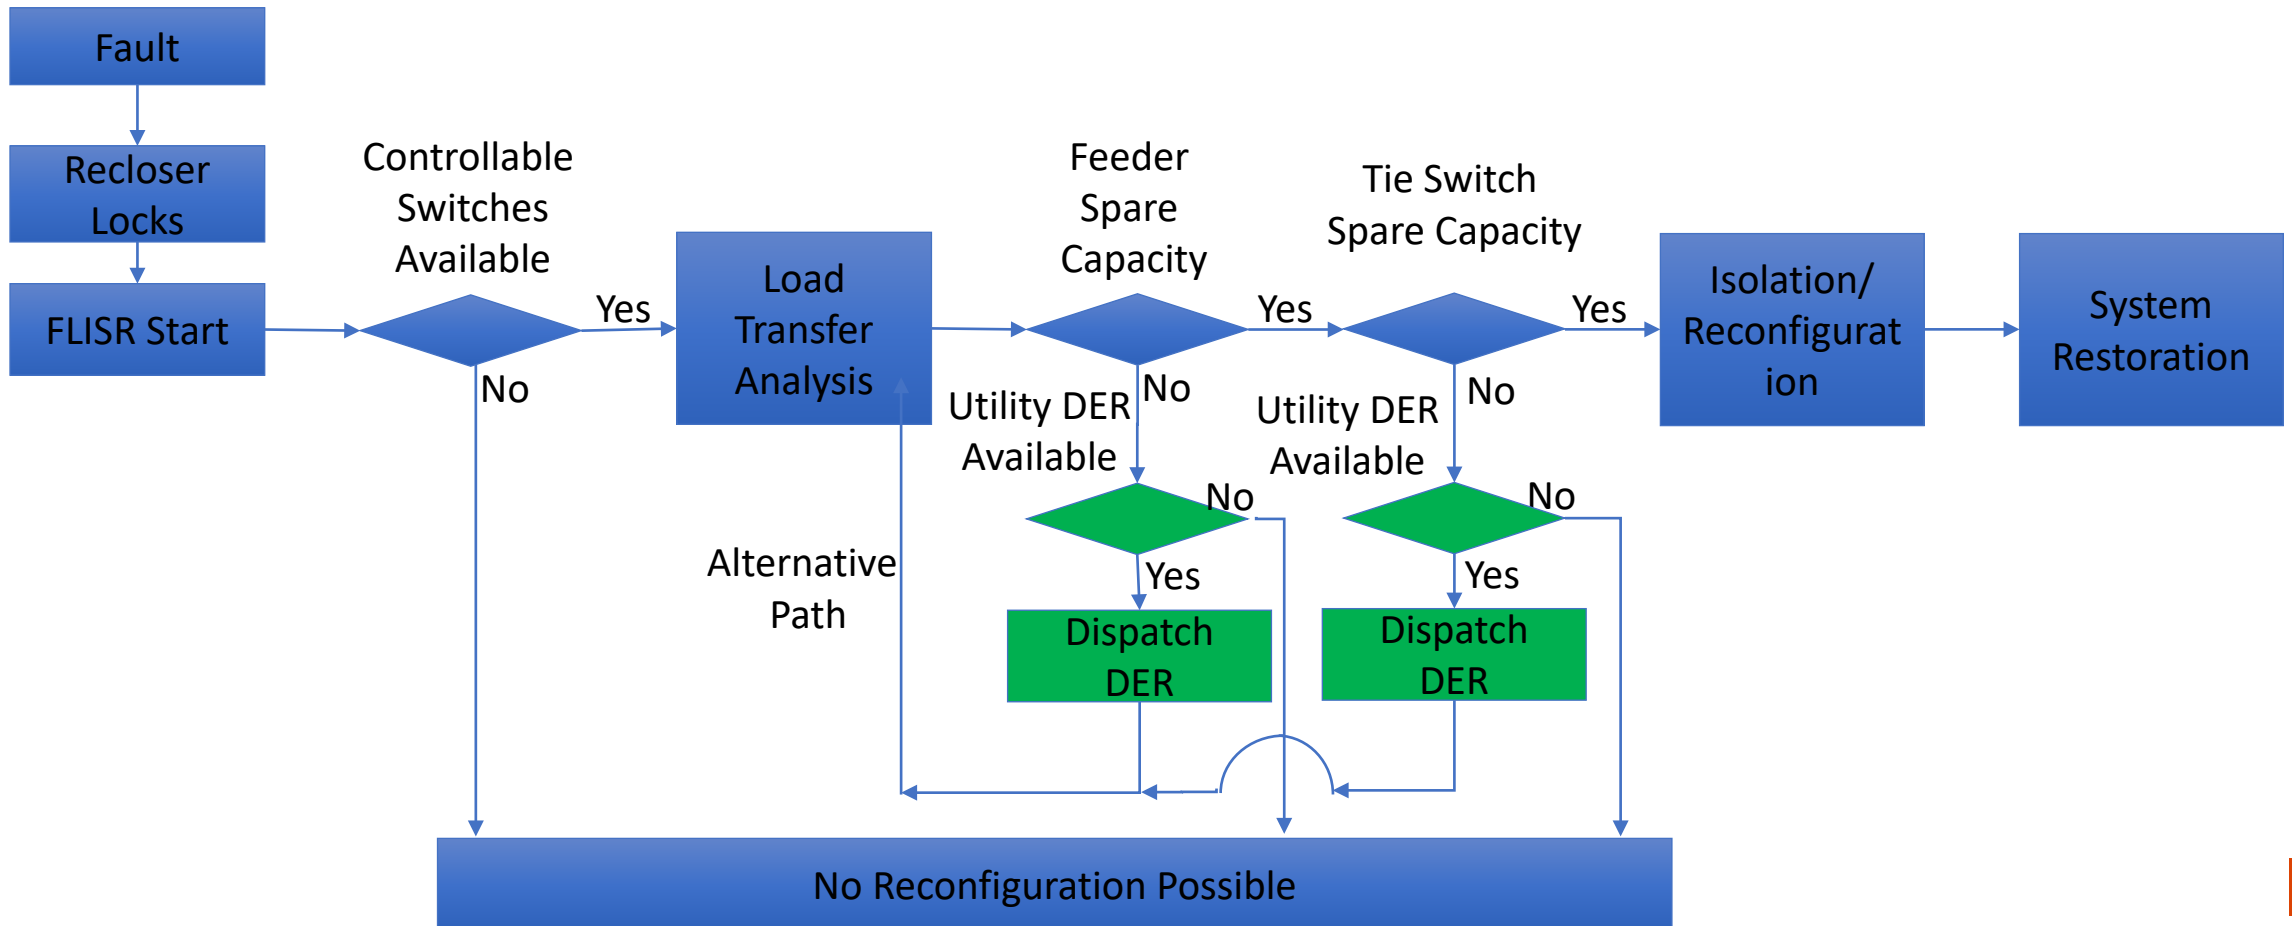 Fault
Recloser
Locks
FLISR Start
Controllable
Switches
Available
Yes
No
Load
Transfer
Analysis
Feeder
Spare
Capacity
Yes
No
Tie Switch
Spare Capacity
Yes
No
Isolation/
Reconfigurat
ion
System
Restoration
Utility DER
Available
No
Yes
Dispatch
DER
Utility DER
Available
No
Yes
Dispatch
DER
Alternative
Path
No Reconfiguration Possible